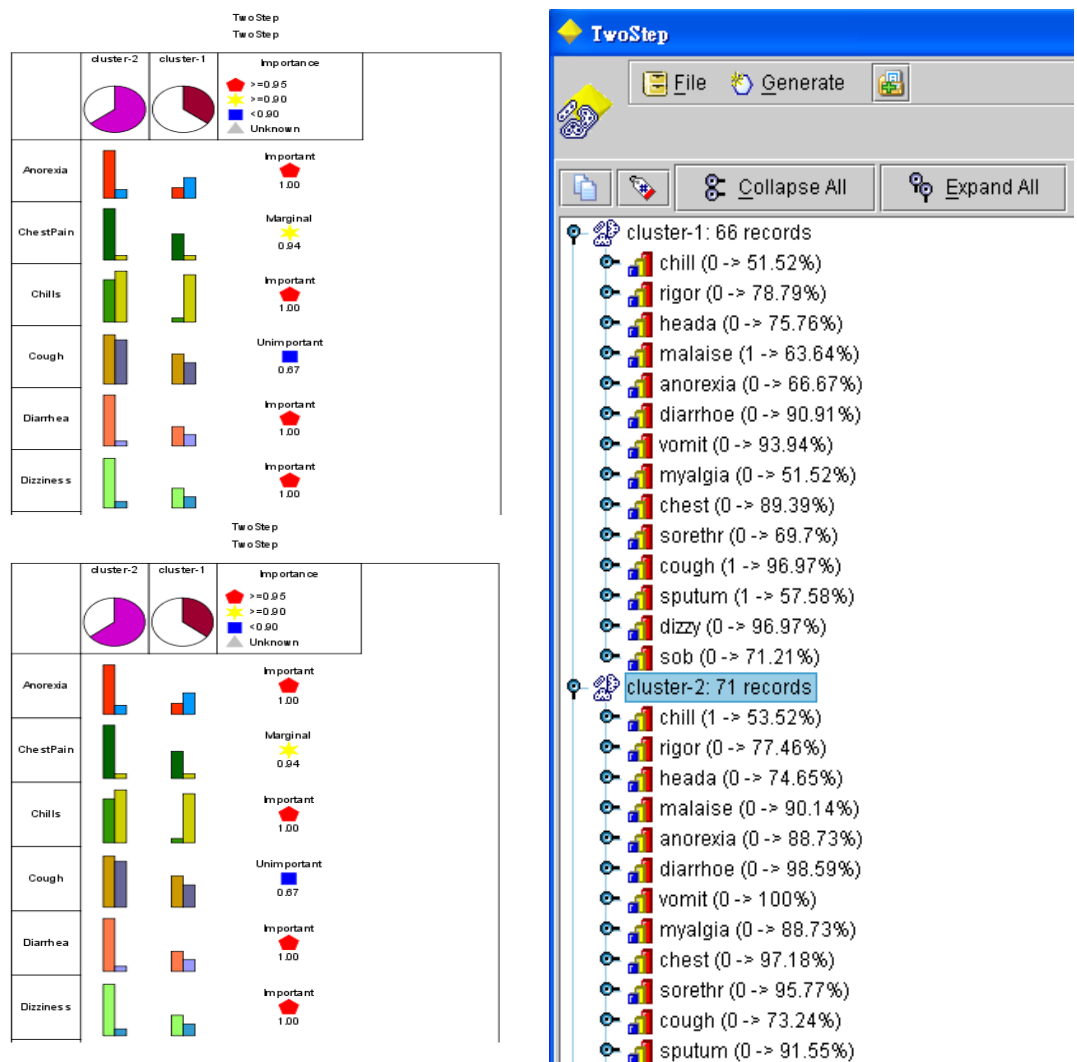 TwoStep
TwoStep
cluster-2 cluster-1 Importance
>=0.95
>=0.90
<0.90
Unknown
Anorexia Important
1.00
ChestPain Marginal
0.94
Chills Important
1.00
Cough Unimportant
0.67
Diarrhea Important
1.00
Dizziness Important
1.00
TwoStep
TwoStep
cluster-2 cluster-1 Importance
>=0.95
>=0.90
<0.90
Unknown
Anorexia Important
1.00
ChestPain Marginal
0.94
Chills Important
1.00
Cough Unimportant
0.67
Diarrhea Important
1.00
Dizziness Important
1.00
TwoStep
File Generate
Collapse All Expand All
cluster-1: 66 records
chill (0 -> 51.52%)
rigor (0 -> 78.79%)
heada (0 -> 75.76%)
malaise (1 -> 63.64%)
anorexia (0 -> 66.67%)
diarrhoe (0 -> 90.91%)
vomit (0 -> 93.94%)
myalgia (0 -> 51.52%)
chest (0 -> 89.39%)
sorethr (0 -> 69.7%)
cough (1 -> 96.97%)
sputum (1 -> 57.58%)
dizzy (0 -> 96.97%)
sob (0 -> 71.21%)
cluster-2: 71 records
chill (1 -> 53.52%)
rigor (0 -> 77.46%)
heada (0 -> 74.65%)
malaise (0 -> 90.14%)
anorexia (0 -> 88.73%)
diarrhoe (0 -> 98.59%)
vomit (0 -> 100%)
myalgia (0 -> 88.73%)
chest (0 -> 97.18%)
sorethr (0 -> 95.77%)
cough (0 -> 73.24%)
sputum (0 -> 91.55%)